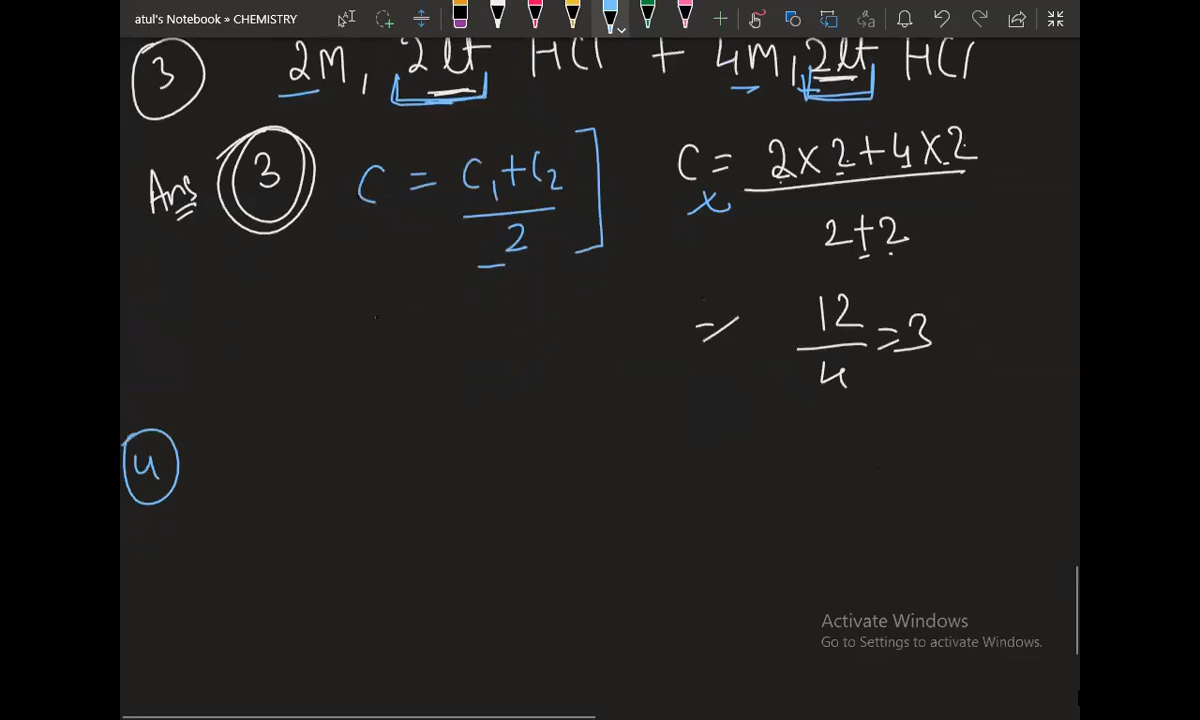 atul's Notebook » CHEMISTRY
3 2M, 2lt HCl + 4M, 2lt HCl
Ans 3 C = C₁+C₂ / 2 C = 2×2+4×2 / 2+2
x
⇒ 12/4 = 3
4
Activate Windows
Go to Settings to activate Windows.